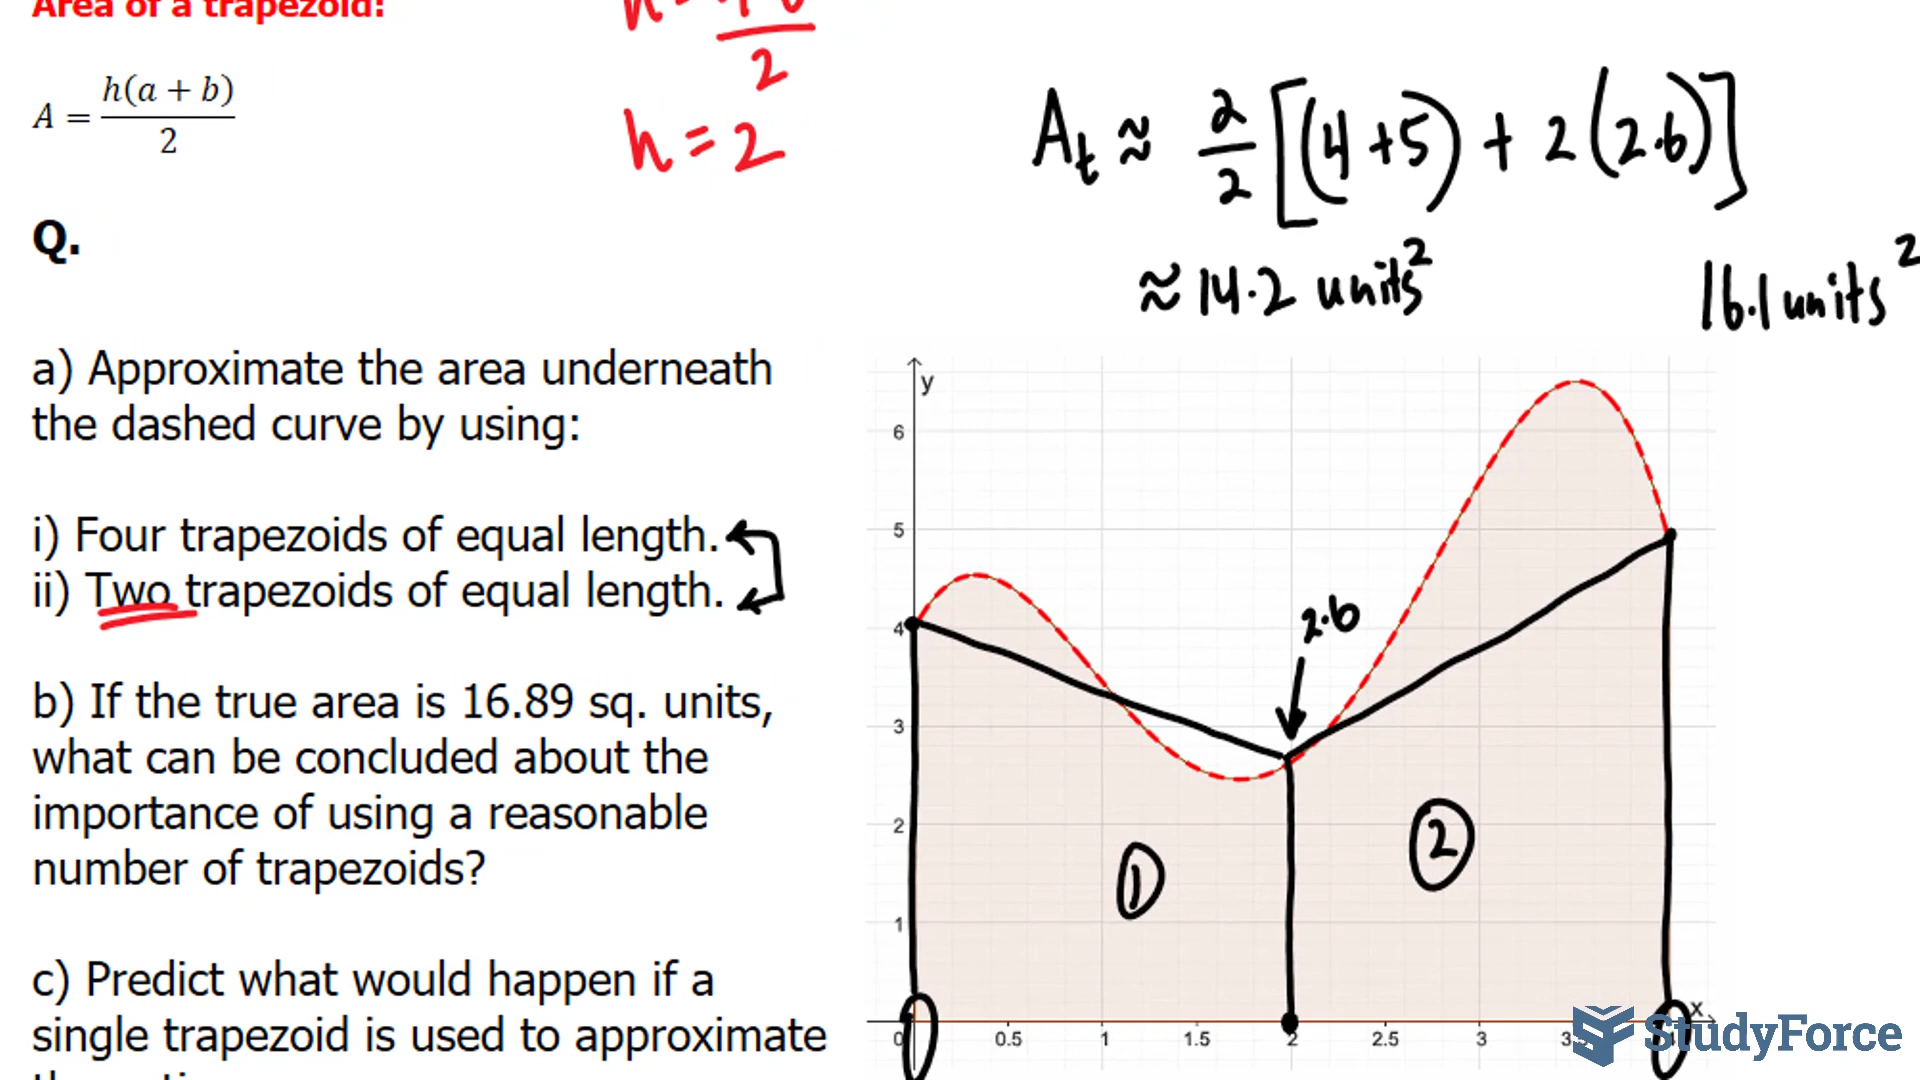 Area of a trapezoid:
A = h(a + b) / 2
h = 2
h = 2
Q.
a) Approximate the area underneath
the dashed curve by using:
i) Four trapezoids of equal length.
ii) Two trapezoids of equal length.
b) If the true area is 16.89 sq. units,
what can be concluded about the
importance of using a reasonable
number of trapezoids?
c) Predict what would happen if a
single trapezoid is used to approximate
At ≈ 2/2 [(4+5) + 2(2.6)]
≈ 14.2 units²
16.1 units²
y
6
5
4
3
2
1
2.6
1
2
0 0.5 1 1.5 2 2.5 3
x
StudyForce